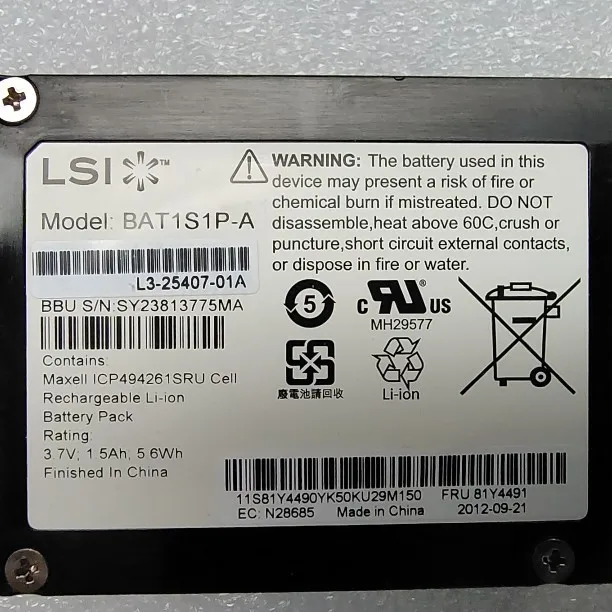 LSI™
Model: BAT1S1P-A
L3-25407-01A
BBU S/N:SY23813775MA
Contains:
Maxell ICP494261SRU Cell
Rechargeable Li-ion
Battery Pack
Rating:
3.7V; 1.5Ah; 5.6Wh
Finished In China
WARNING: The battery used in this
device may present a risk of fire or
chemical burn if mistreated. DO NOT
disassemble,heat above 60C,crush or
puncture,short circuit external contacts,
or dispose in fire or water.
5
c RU® US
MH29577
廢電池請回收
Li-ion
11S81Y4490YK50KU29M150 FRU 81Y4491
EC: N28685 Made in China 2012-09-21